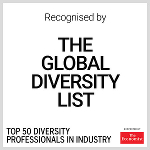 Recognised by
THE
GLOBAL
DIVERSITY
LIST
TOP 50 DIVERSITY
PROFESSIONALS IN INDUSTRY
The
Economist